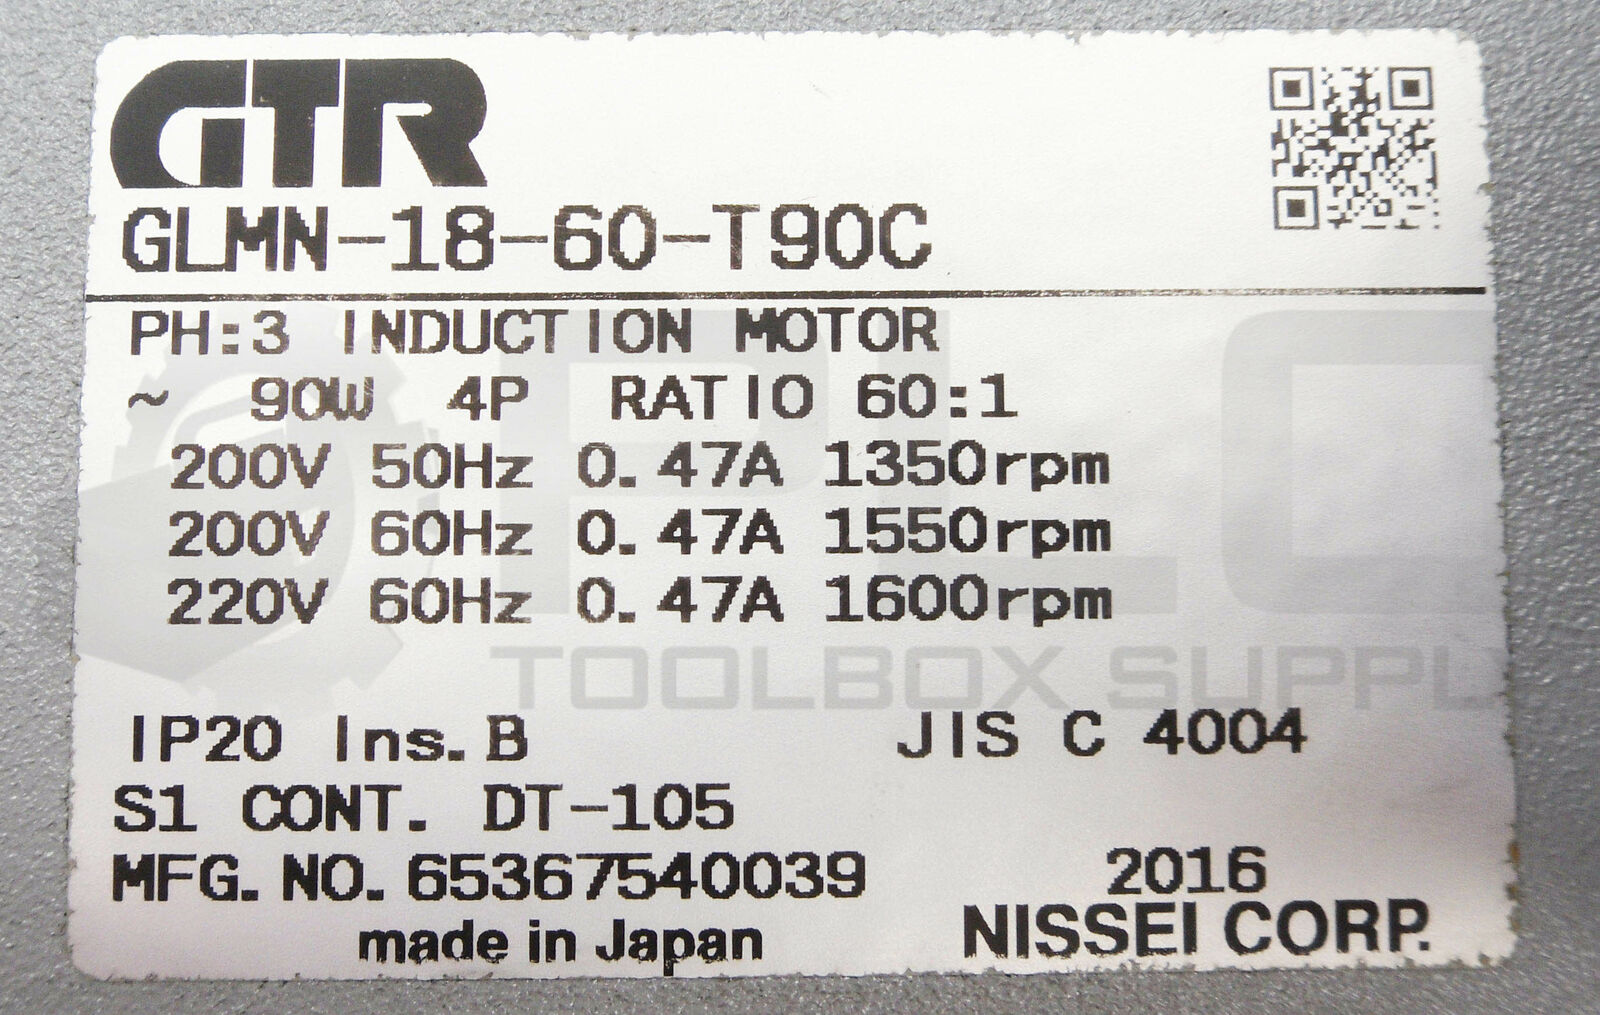 GTR
GLMN-18-60-T90C
PH:3 INDUCTION MOTOR
~ 90W 4P RATIO 60:1
200V 50Hz 0.47A 1350rpm
200V 60Hz 0.47A 1550rpm
220V 60Hz 0.47A 1600rpm
PLC
TOOLBOX SUPPL
IP20 Ins.B JIS C 4004
S1 CONT. DT-105
MFG.NO.65367540039 2016
made in Japan NISSEI CORP.